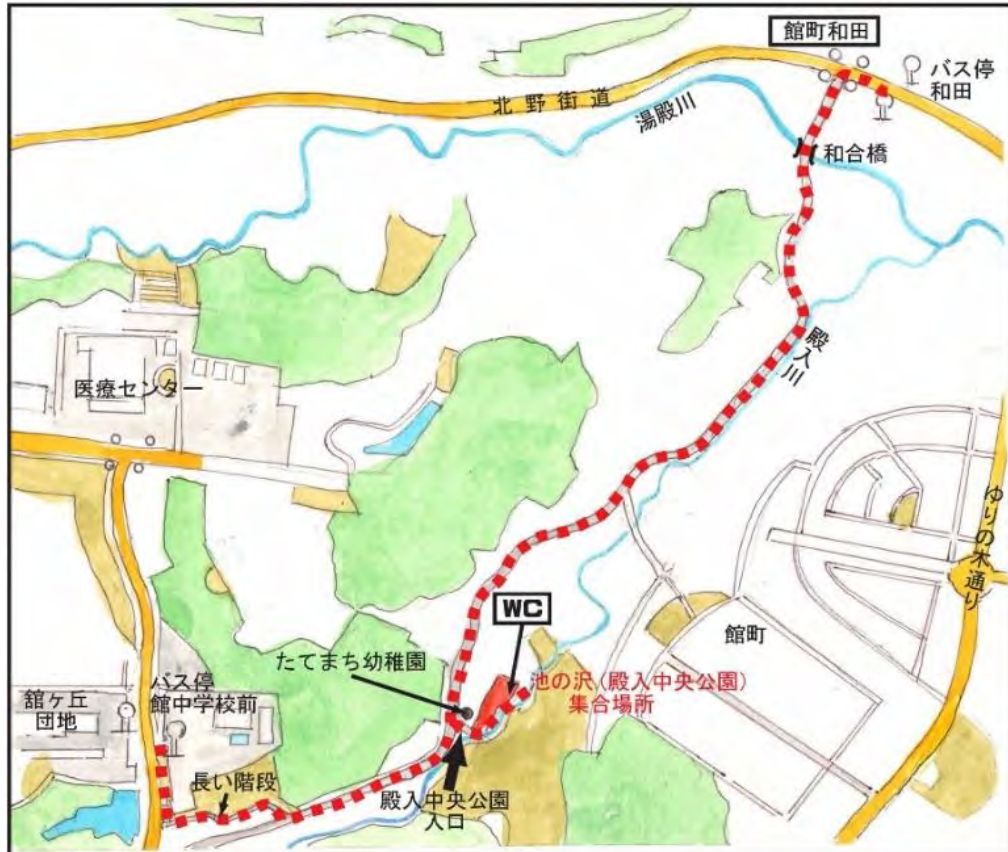 館町和田
バス停
和田
北野街道
湯殿川
和合橋
殿入川
医療センター
ゆりの木通り
WC
館町
たてまち幼稚園
池の沢(殿入中央公園)
集合場所
舘ヶ丘
団地
バス停
館中学校前
長い階段
殿入中央公園
入口